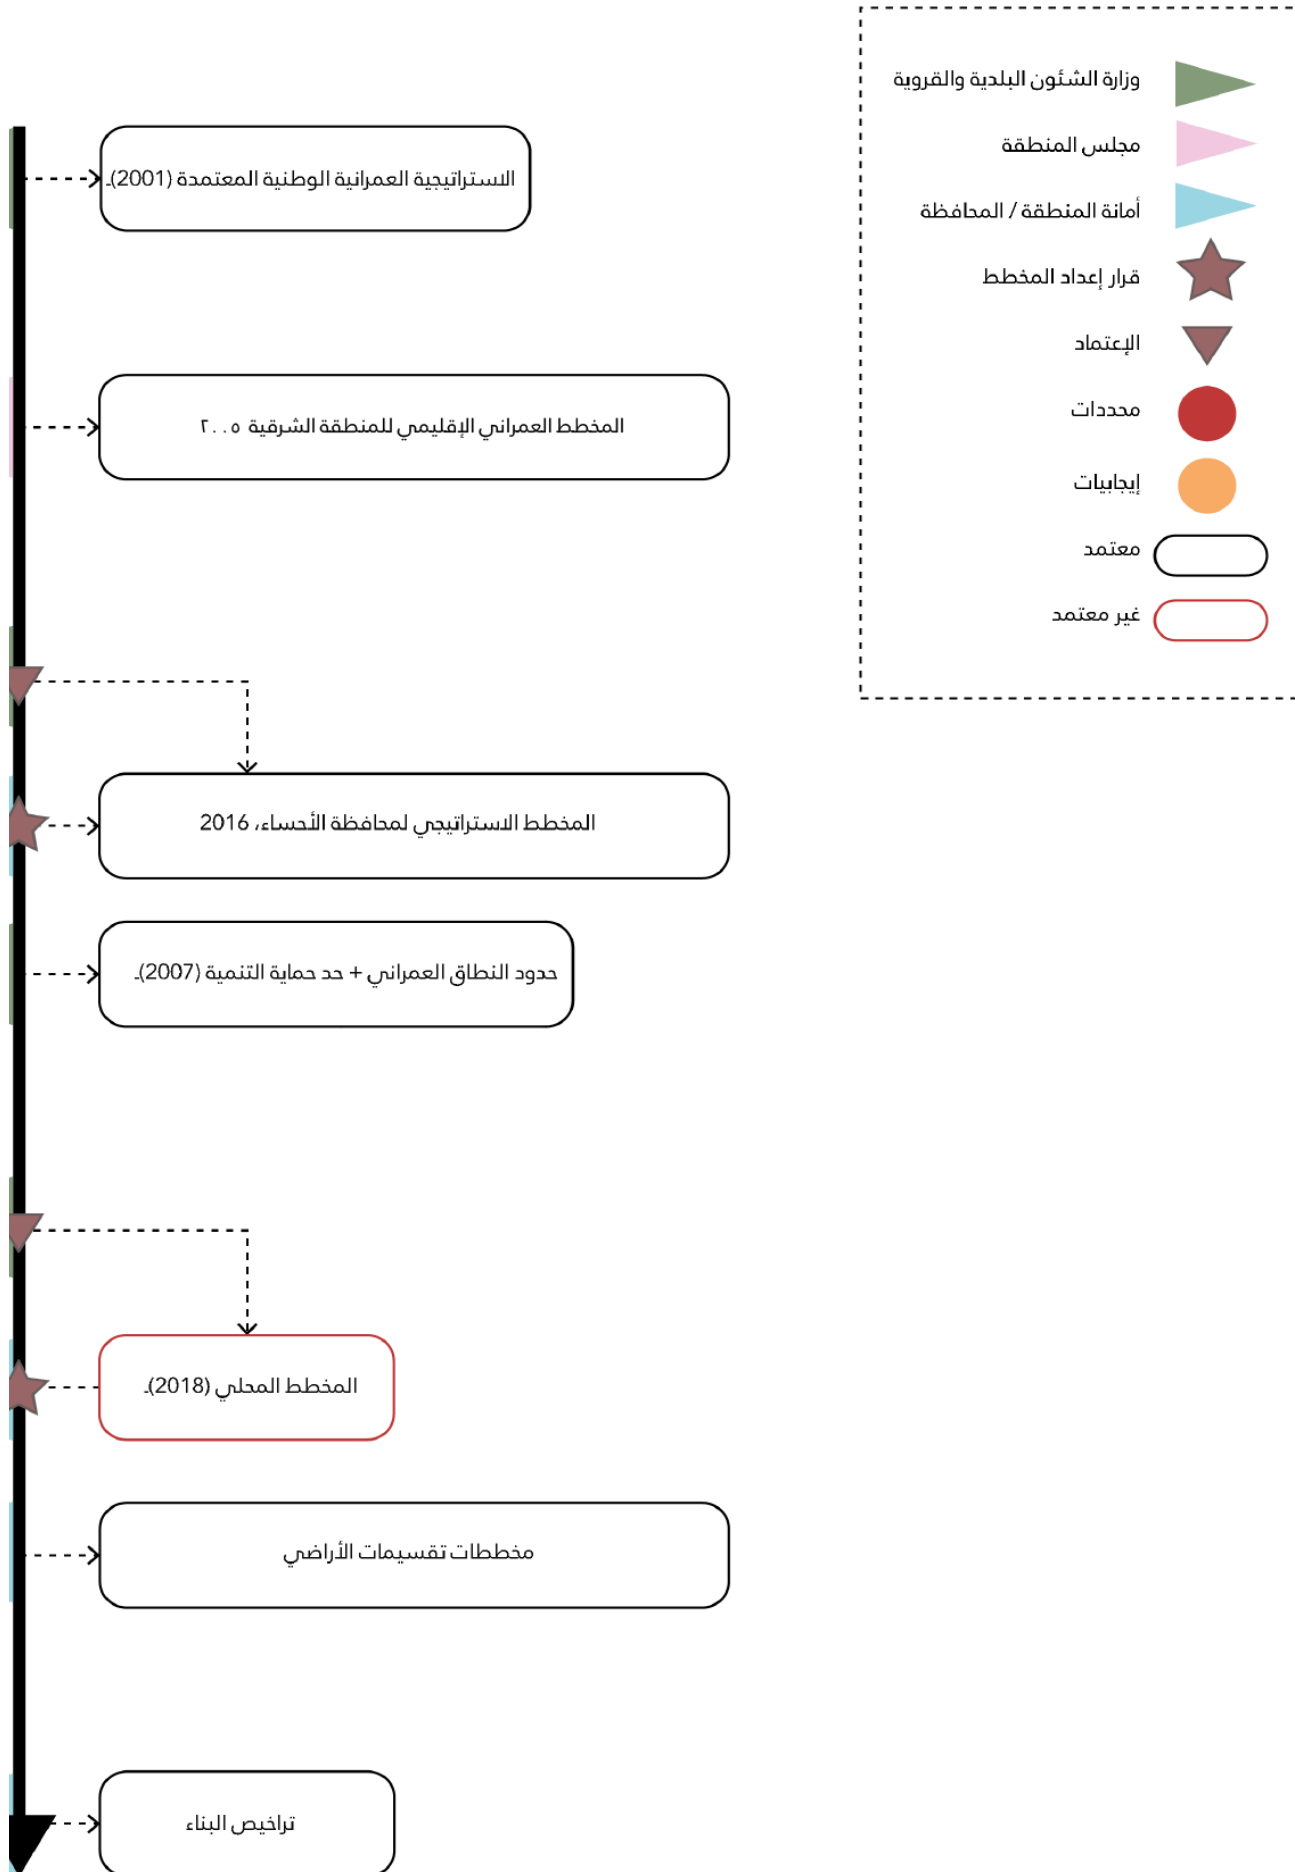 وزارة الشئون البلدية والقروية
مجلس المنطقة
أمانة المنطقة / المحافظة
قرار إعداد المخطط
الإعتماد
محددات
إيجابيات
معتمد
غير معتمد
الاستراتيجية العمرانية الوطنية المعتمدة (2001)ـ
المخطط العمراني الإقليمي للمنطقة الشرقية ٢٠٠٥
المخطط الاستراتيجي لمحافظة الأحساء، 2016
حدود النطاق العمراني + حد حماية التنمية (2007)ـ
المخطط المحلي (2018)ـ
مخططات تقسيمات الأراضي
تراخيص البناء